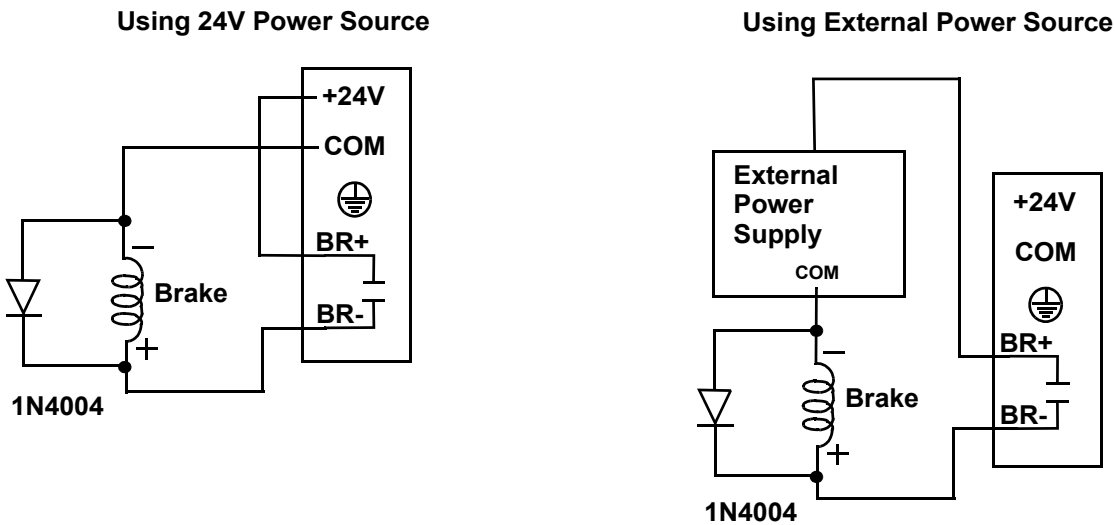 Using 24V Power Source
+24V
COM
BR+
BR-
Brake
1N4004
Using External Power Source
External
Power
Supply
COM
+24V
COM
BR+
BR-
Brake
1N4004